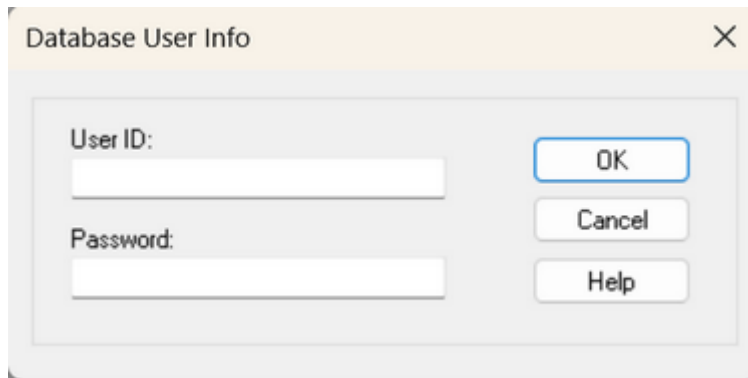 Database User Info
User ID:
OK
Cancel
Password:
Help